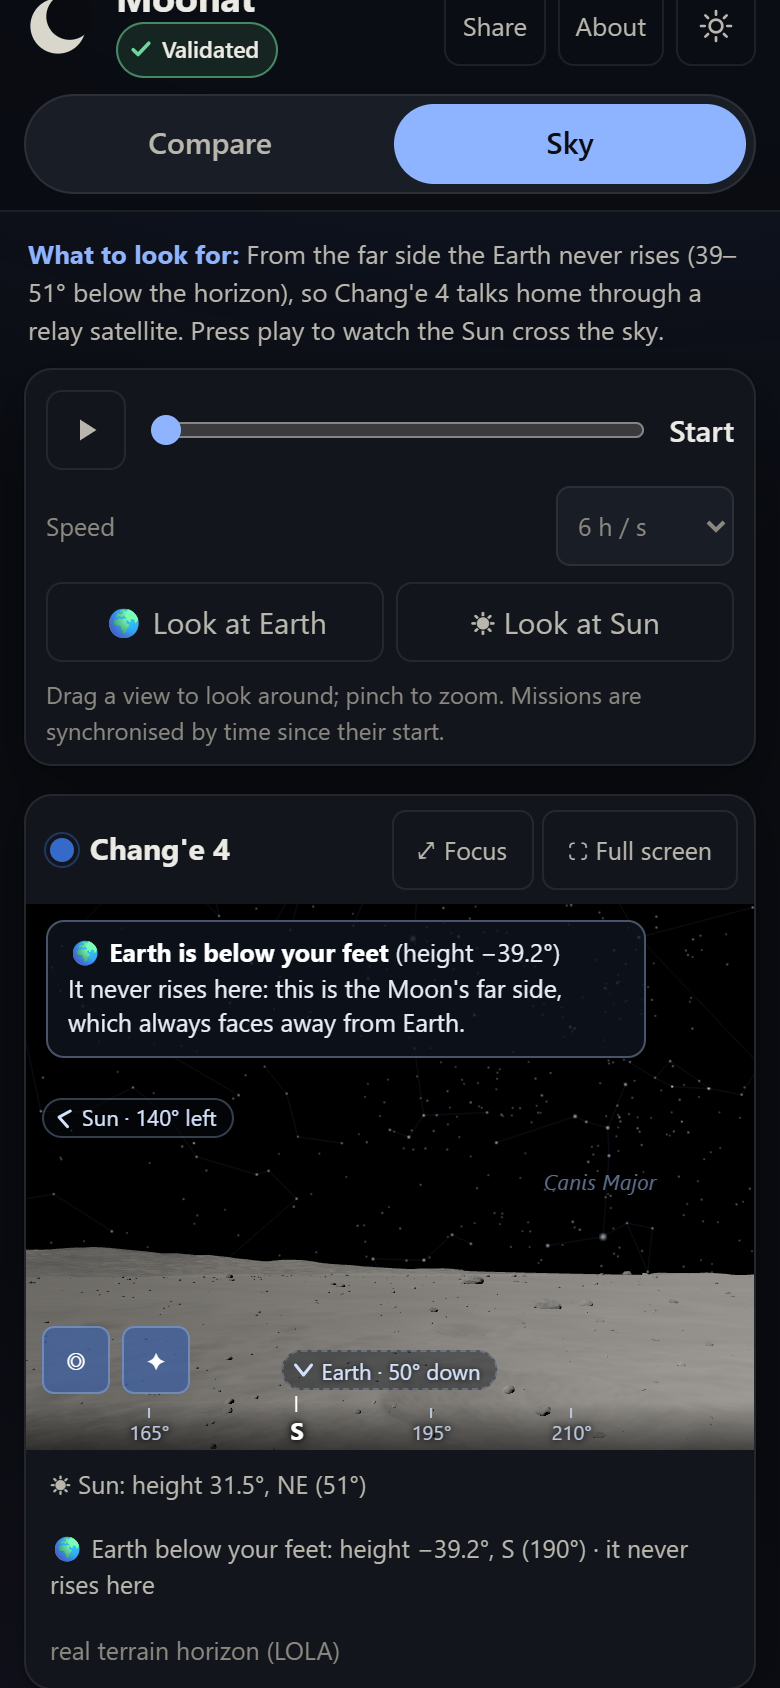 Moonat
Validated
Share
About
Compare
Sky
What to look for: From the far side the Earth never rises (39–
51° below the horizon), so Chang'e 4 talks home through a
relay satellite. Press play to watch the Sun cross the sky.
Start
Speed
6 h / s
Look at Earth
Look at Sun
Drag a view to look around; pinch to zoom. Missions are
synchronised by time since their start.
Chang'e 4
Focus
Full screen
Earth is below your feet (height −39.2°)
It never rises here: this is the Moon's far side,
which always faces away from Earth.
Sun · 140° left
Canis Major
Earth · 50° down
165°
S
195°
210°
Sun: height 31.5°, NE (51°)
Earth below your feet: height −39.2°, S (190°) · it never
rises here
real terrain horizon (LOLA)